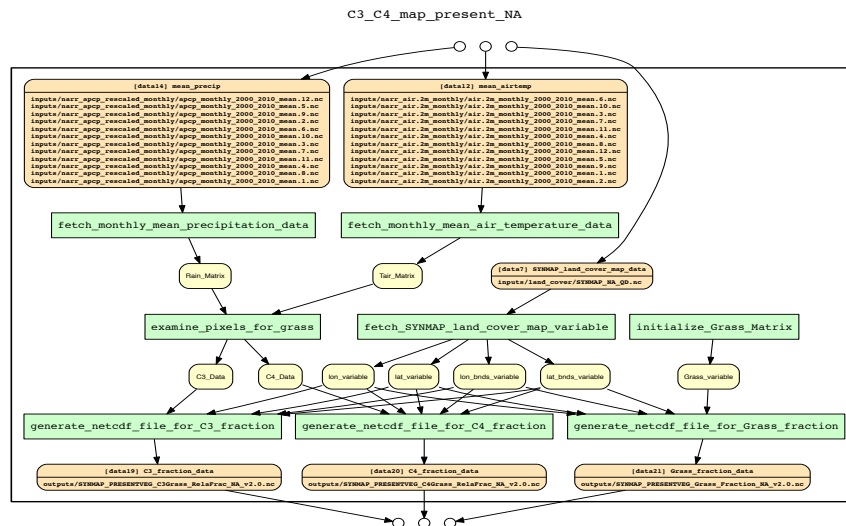 C3_C4_map_present_NA
[data14] mean_precip
inputs/narr_apcp_rescaled_monthly/apcp_monthly_2000_2010_mean.12.nc
inputs/narr_apcp_rescaled_monthly/apcp_monthly_2000_2010_mean.5.nc
inputs/narr_apcp_rescaled_monthly/apcp_monthly_2000_2010_mean.9.nc
inputs/narr_apcp_rescaled_monthly/apcp_monthly_2000_2010_mean.2.nc
inputs/narr_apcp_rescaled_monthly/apcp_monthly_2000_2010_mean.6.nc
inputs/narr_apcp_rescaled_monthly/apcp_monthly_2000_2010_mean.10.nc
inputs/narr_apcp_rescaled_monthly/apcp_monthly_2000_2010_mean.3.nc
inputs/narr_apcp_rescaled_monthly/apcp_monthly_2000_2010_mean.7.nc
inputs/narr_apcp_rescaled_monthly/apcp_monthly_2000_2010_mean.11.nc
inputs/narr_apcp_rescaled_monthly/apcp_monthly_2000_2010_mean.4.nc
inputs/narr_apcp_rescaled_monthly/apcp_monthly_2000_2010_mean.8.nc
inputs/narr_apcp_rescaled_monthly/apcp_monthly_2000_2010_mean.1.nc
[data12] mean_airtemp
inputs/narr_air.2m_monthly/air.2m_monthly_2000_2010_mean.6.nc
inputs/narr_air.2m_monthly/air.2m_monthly_2000_2010_mean.10.nc
inputs/narr_air.2m_monthly/air.2m_monthly_2000_2010_mean.3.nc
inputs/narr_air.2m_monthly/air.2m_monthly_2000_2010_mean.7.nc
inputs/narr_air.2m_monthly/air.2m_monthly_2000_2010_mean.11.nc
inputs/narr_air.2m_monthly/air.2m_monthly_2000_2010_mean.4.nc
inputs/narr_air.2m_monthly/air.2m_monthly_2000_2010_mean.8.nc
inputs/narr_air.2m_monthly/air.2m_monthly_2000_2010_mean.12.nc
inputs/narr_air.2m_monthly/air.2m_monthly_2000_2010_mean.5.nc
inputs/narr_air.2m_monthly/air.2m_monthly_2000_2010_mean.9.nc
inputs/narr_air.2m_monthly/air.2m_monthly_2000_2010_mean.1.nc
inputs/narr_air.2m_monthly/air.2m_monthly_2000_2010_mean.2.nc
fetch_monthly_mean_precipitation_data
fetch_monthly_mean_air_temperature_data
Rain_Matrix
Tair_Matrix
[data7] SYNMAP_land_cover_map_data
inputs/land_cover/SYNMAP_NA_QD.nc
examine_pixels_for_grass
fetch_SYNMAP_land_cover_map_variable
initialize_Grass_Matrix
C3_Data
C4_Data
lon_variable
lat_variable
lon_bnds_variable
lat_bnds_variable
Grass_variable
generate_netcdf_file_for_C3_fraction
generate_netcdf_file_for_C4_fraction
generate_netcdf_file_for_Grass_fraction
[data19] C3_fraction_data
outputs/SYNMAP_PRESENTVEG_C3Grass_RelaFrac_NA_v2.0.nc
[data20] C4_fraction_data
outputs/SYNMAP_PRESENTVEG_C4Grass_RelaFrac_NA_v2.0.nc
[data21] Grass_fraction_data
outputs/SYNMAP_PRESENTVEG_Grass_Fraction_NA_v2.0.nc